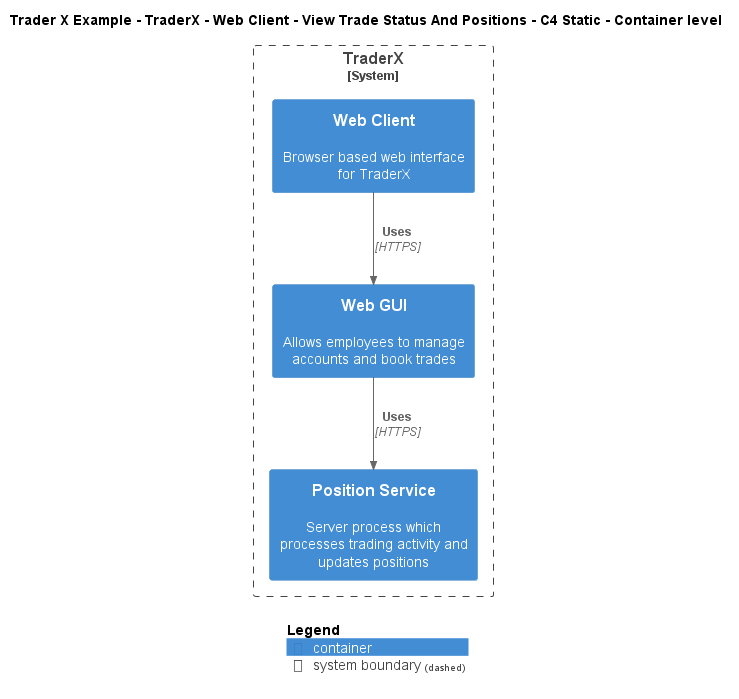 Trader X Example - TraderX - Web Client - View Trade Status And Positions - C4 Static - Container level
TraderX
[System]
Web Client
Browser based web interface
for TraderX
Uses
[HTTPS]
Web GUI
Allows employees to manage
accounts and book trades
Uses
[HTTPS]
Position Service
Server process which
processes trading activity and
updates positions
Legend
container
system boundary (dashed)